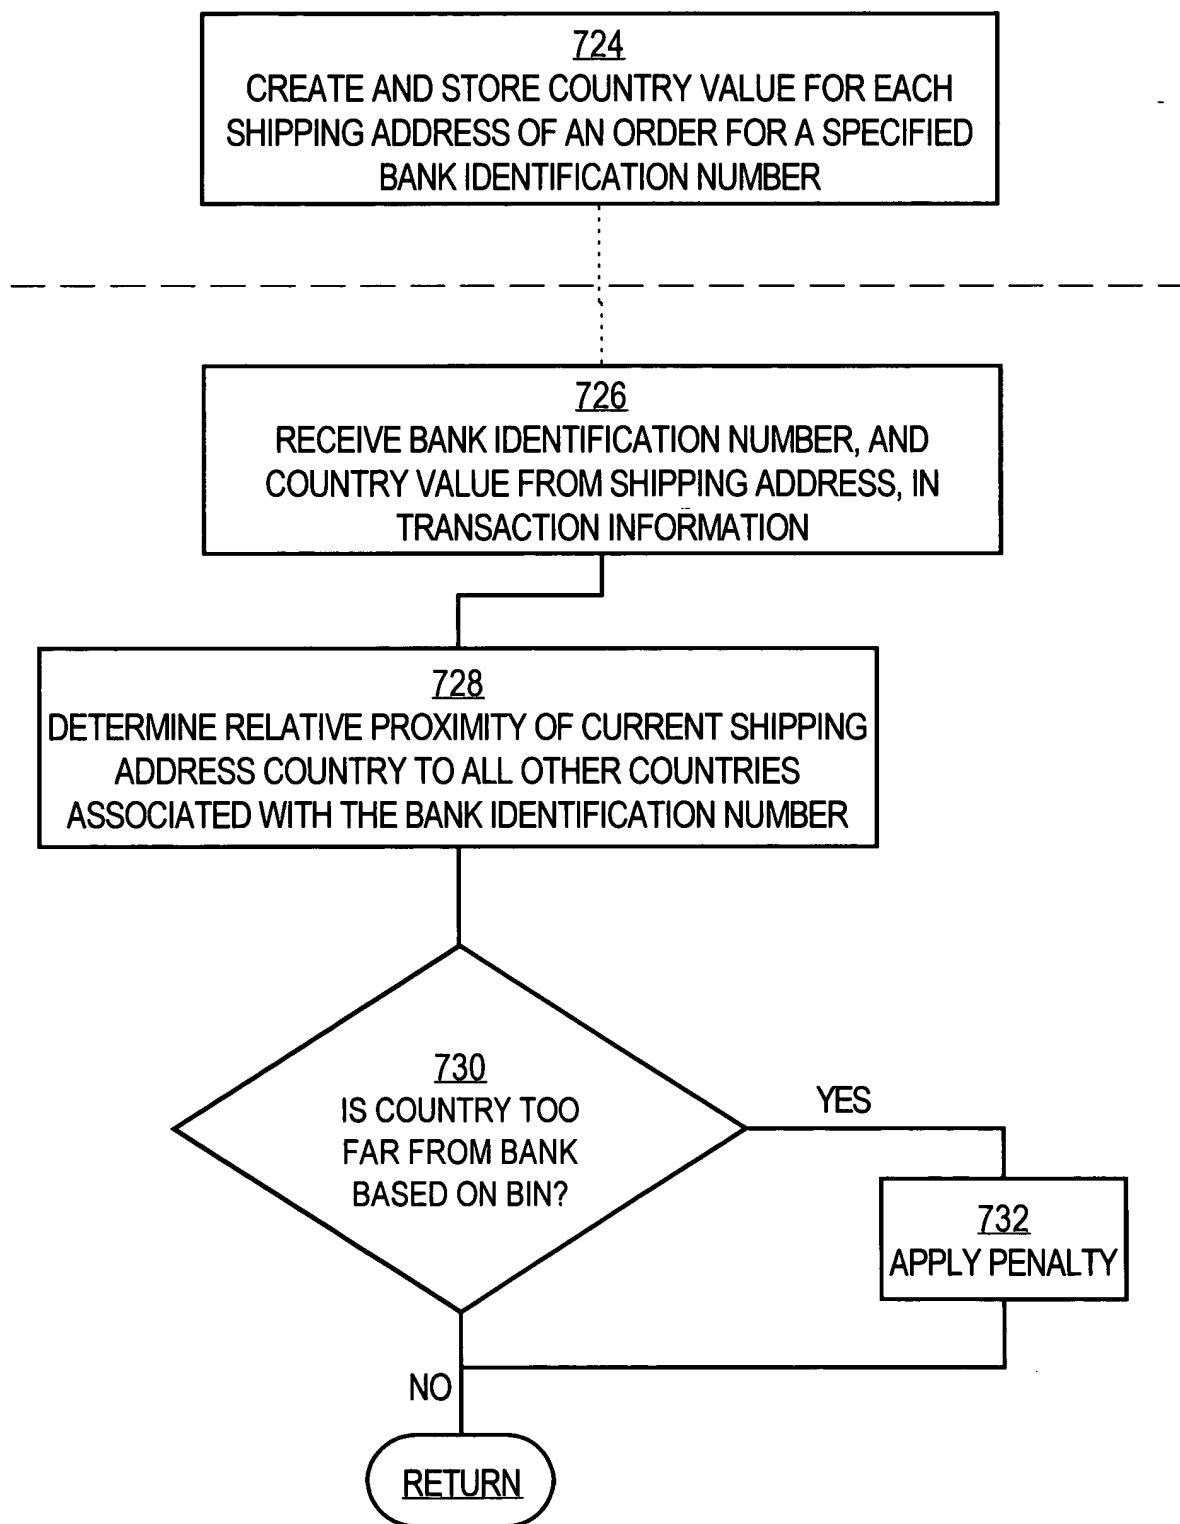 724
CREATE AND STORE COUNTRY VALUE FOR EACH
SHIPPING ADDRESS OF AN ORDER FOR A SPECIFIED
BANK IDENTIFICATION NUMBER
726
RECEIVE BANK IDENTIFICATION NUMBER, AND
COUNTRY VALUE FROM SHIPPING ADDRESS, IN
TRANSACTION INFORMATION
728
DETERMINE RELATIVE PROXIMITY OF CURRENT SHIPPING
ADDRESS COUNTRY TO ALL OTHER COUNTRIES
ASSOCIATED WITH THE BANK IDENTIFICATION NUMBER
730
IS COUNTRY TOO
FAR FROM BANK
BASED ON BIN?
YES
732
APPLY PENALTY
NO
RETURN